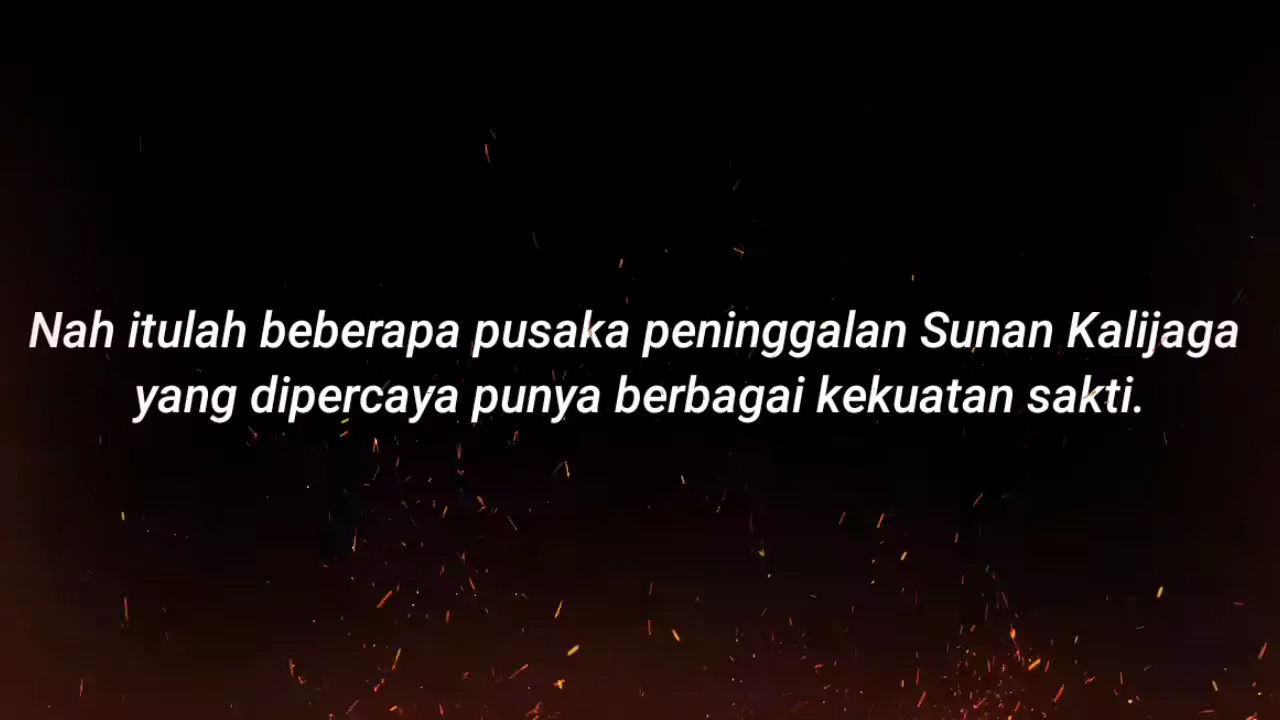 Nah itulah beberapa pusaka peninggalan Sunan Kalijaga
yang dipercaya punya berbagai kekuatan sakti.